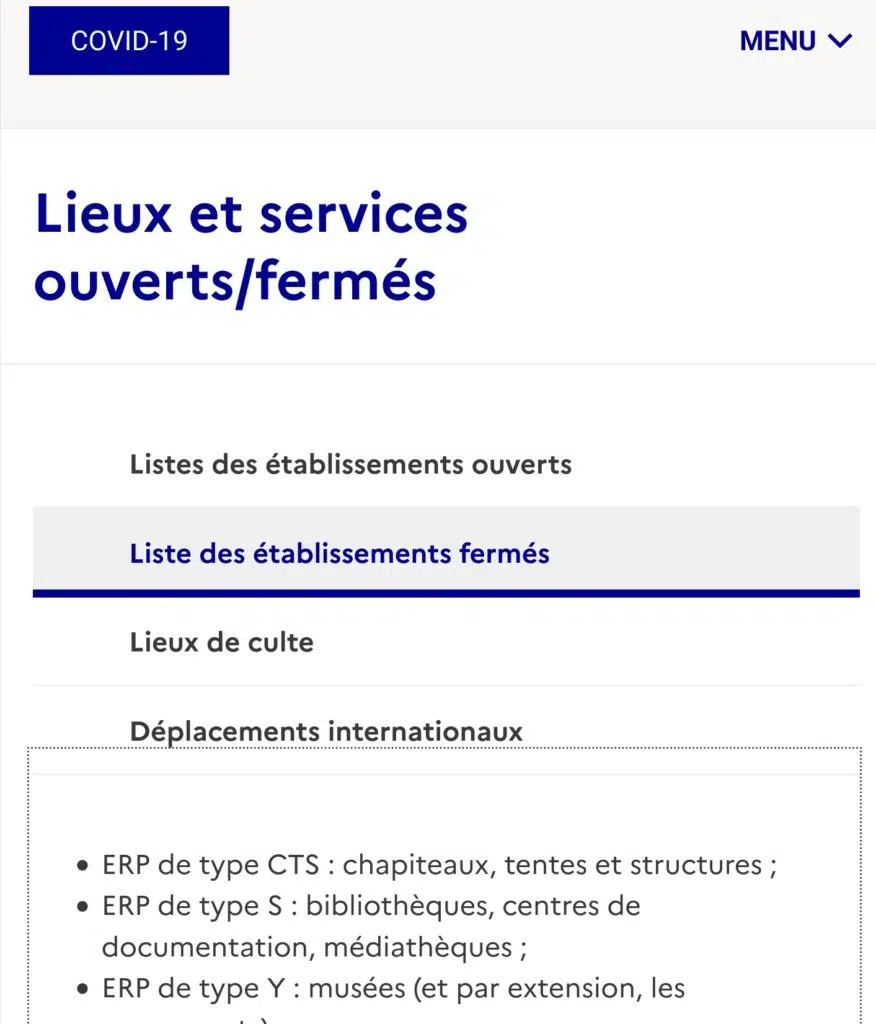 COVID-19
MENU
Lieux et services
ouverts/fermés
Listes des établissements ouverts
Liste des établissements fermés
Lieux de culte
Déplacements internationaux
• ERP de type CTS : chapiteaux, tentes et structures ;
• ERP de type S : bibliothèques, centres de
documentation, médiathèques ;
• ERP de type Y : musées (et par extension, les